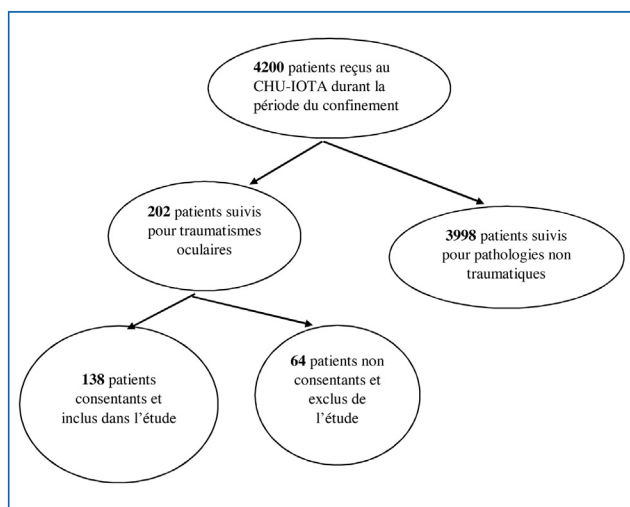 4200 patients reçus au
CHU-IOTA durant la
période du confinement
202 patients suivis
pour traumatismes
oculaires
3998 patients suivis
pour pathologies non
traumatiques
138 patients
consentants et
inclus dans l'étude
64 patients non
consentants et
exclus de
l'étude